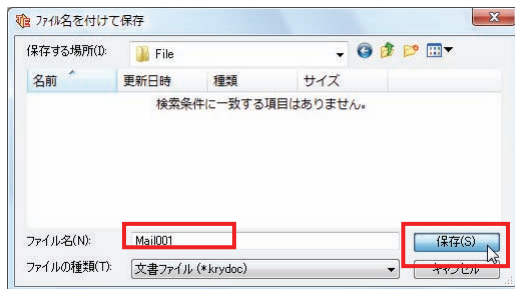 ファイル名を付けて保存
保存する場所(I):
File
名前 更新日時 種類 サイズ
検索条件に一致する項目はありません。
ファイル名(N):
Mail001
保存(S)
ファイルの種類(T):
文書ファイル (*krydoc)
キャンセル